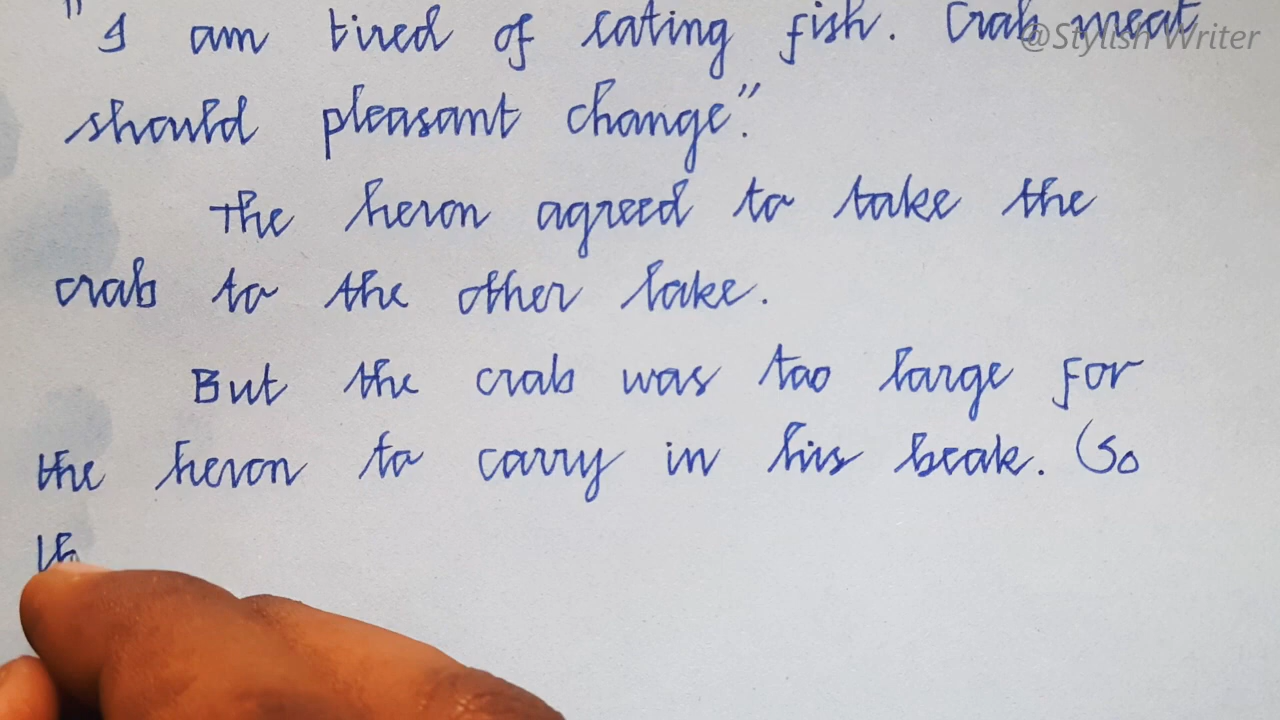 "I am tired of eating fish. Crab meat
@Stylish Writer
should pleasant change".
The heron agreed to take the
crab to the other lake.
But the crab was too large for
the heron to carry in his beak. So